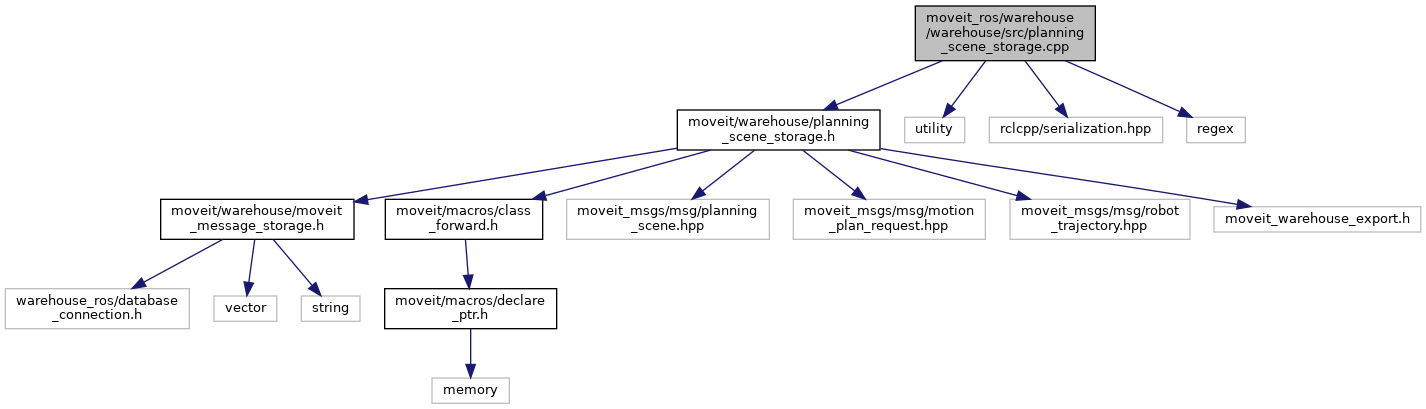 moveit_ros/warehouse
/warehouse/src/planning
_scene_storage.cpp
moveit/warehouse/planning
_scene_storage.h
utility
rclcpp/serialization.hpp
regex
moveit/warehouse/moveit
_message_storage.h
moveit/macros/class
_forward.h
moveit_msgs/msg/planning
_scene.hpp
moveit_msgs/msg/motion
_plan_request.hpp
moveit_msgs/msg/robot
_trajectory.hpp
moveit_warehouse_export.h
warehouse_ros/database
_connection.h
vector
string
moveit/macros/declare
_ptr.h
memory